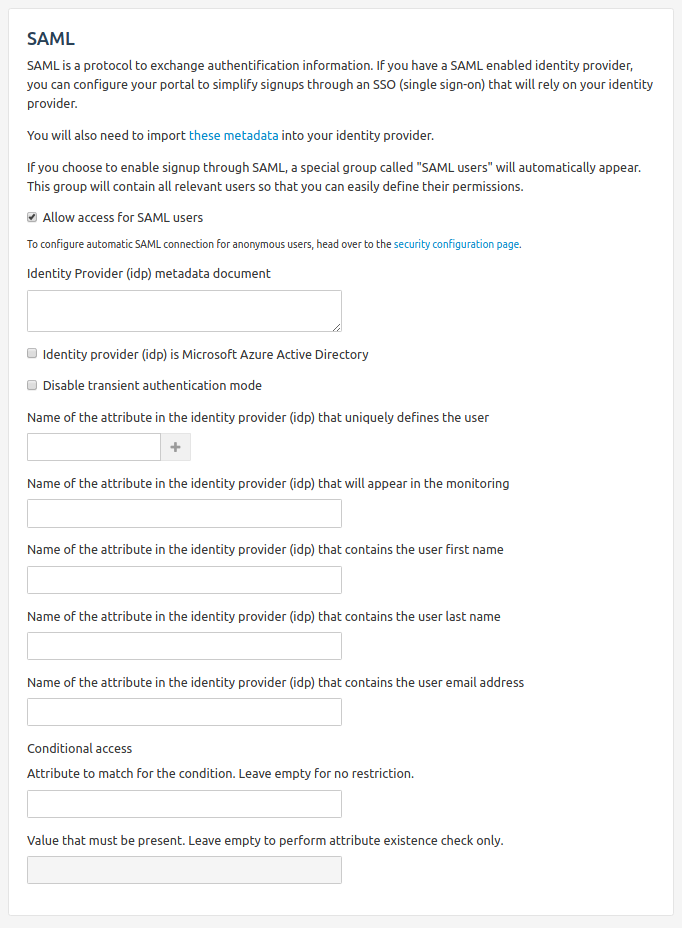 SAML
SAML is a protocol to exchange authentification information. If you have a SAML enabled identity provider,
you can configure your portal to simplify signups through an SSO (single sign-on) that will rely on your identity
provider.
You will also need to import these metadata into your identity provider.
If you choose to enable signup through SAML, a special group called "SAML users" will automatically appear.
This group will contain all relevant users so that you can easily define their permissions.
Allow access for SAML users
To configure automatic SAML connection for anonymous users, head over to the security configuration page.
Identity Provider (idp) metadata document
Identity provider (idp) is Microsoft Azure Active Directory
Disable transient authentication mode
Name of the attribute in the identity provider (idp) that uniquely defines the user
+
Name of the attribute in the identity provider (idp) that will appear in the monitoring
Name of the attribute in the identity provider (idp) that contains the user first name
Name of the attribute in the identity provider (idp) that contains the user last name
Name of the attribute in the identity provider (idp) that contains the user email address
Conditional access
Attribute to match for the condition. Leave empty for no restriction.
Value that must be present. Leave empty to perform attribute existence check only.